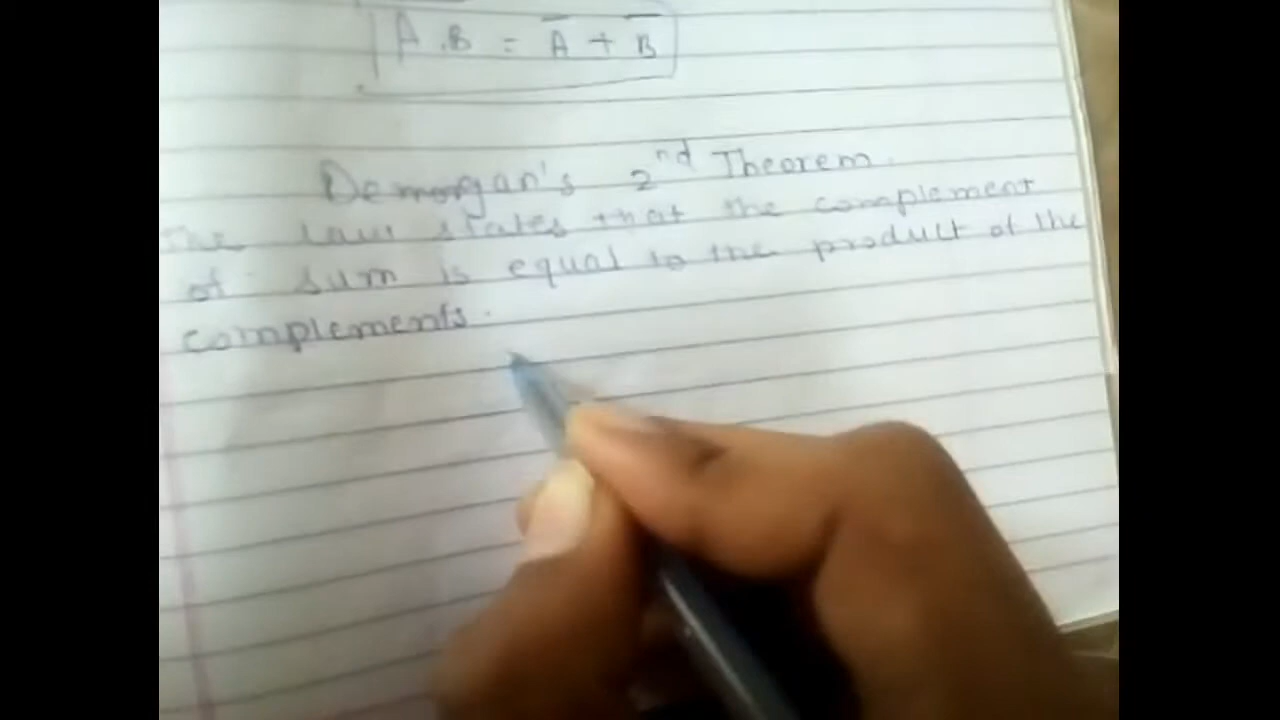 A.B = A̅ + B̅
Demorgan's 2nd Theorem.
The law states that the complement
of sum is equal to the product of the
complements.